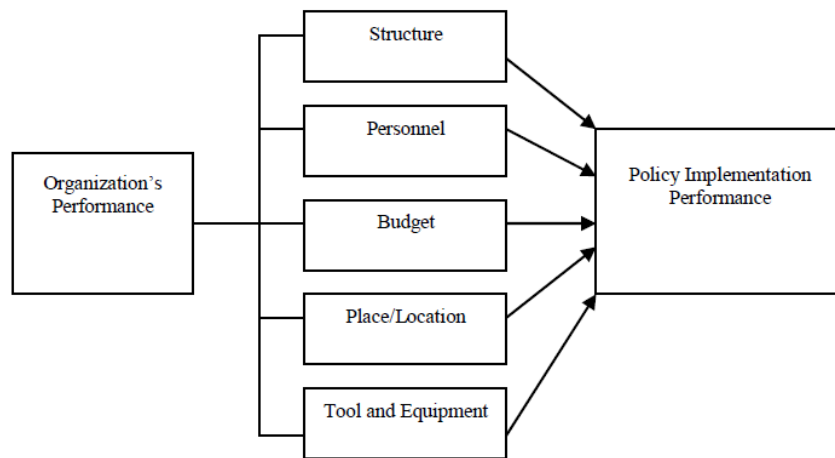 Structure
Personnel
Organization's
Performance
Policy Implementation
Performance
Budget
Place/Location
Tool and Equipment